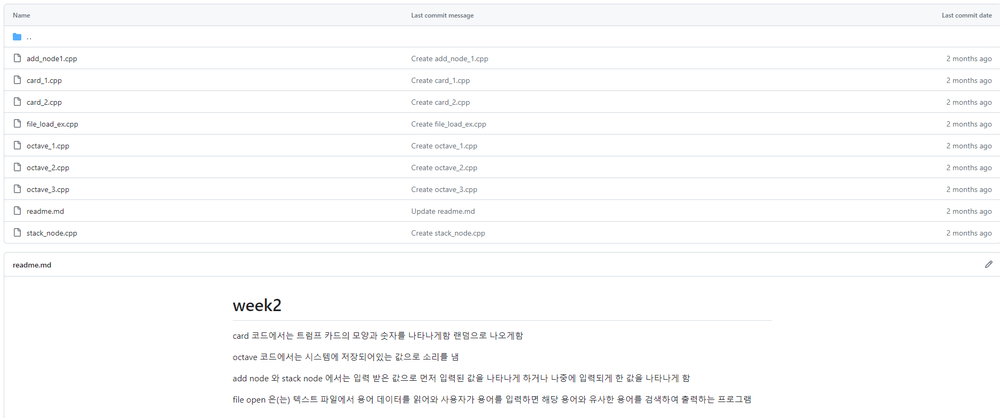 Name Last commit message Last commit date
..
add_node1.cpp Create add_node_1.cpp 2 months ago
card_1.cpp Create card_1.cpp 2 months ago
card_2.cpp Create card_2.cpp 2 months ago
file_load_ex.cpp Create file_load_ex.cpp 2 months ago
octave_1.cpp Create octave_1.cpp 2 months ago
octave_2.cpp Create octave_2.cpp 2 months ago
octave_3.cpp Create octave_3.cpp 2 months ago
readme.md Update readme.md 2 months ago
stack_node.cpp Create stack_node.cpp 2 months ago
readme.md
week2
card 코드에서는 트럼프 카드의 모양과 숫자를 나타나게함 랜덤으로 나오게함
octave 코드에서는 시스템에 저장되어있는 값으로 소리를 냄
add node 와 stack node 에서는 입력 받은 값으로 먼저 입력된 값을 나타나게 하거나 나중에 입력되게 한 값을 나타나게 함
file open 은(는) 텍스트 파일에서 용어 데이터를 읽어와 사용자가 용어를 입력하면 해당 용어와 유사한 용어를 검색하여 출력하는 프로그램